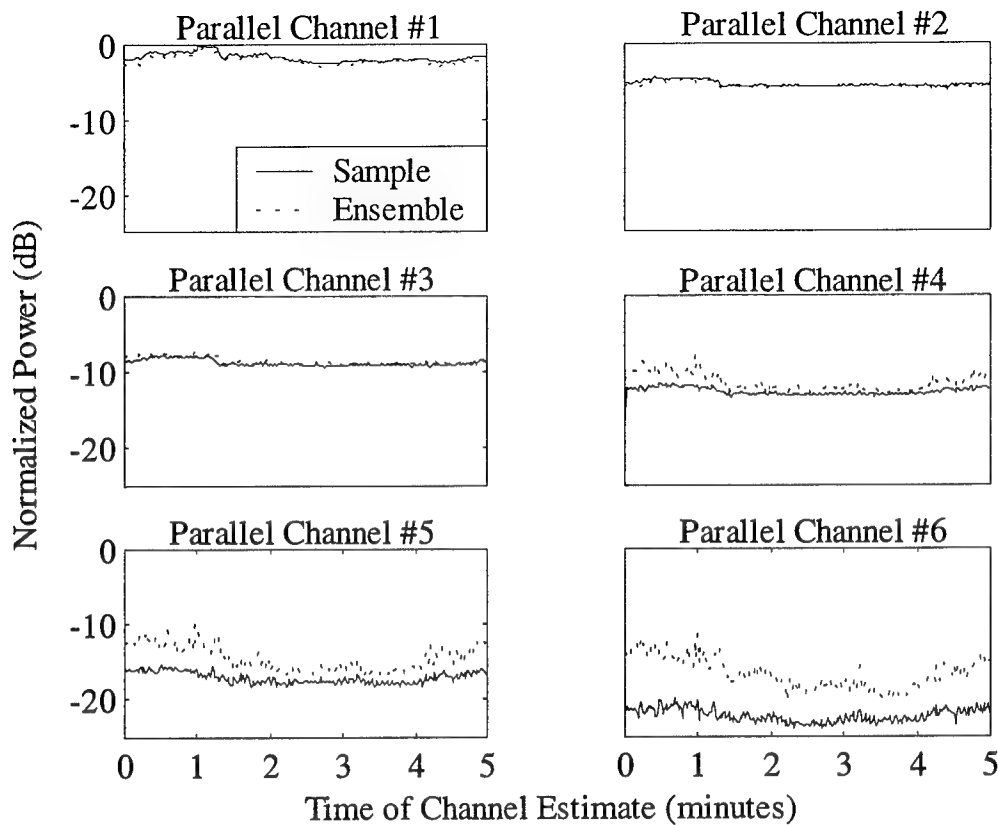 Parallel Channel #1
Parallel Channel #2
0
-10
-20
Sample
Ensemble
Parallel Channel #3
Parallel Channel #4
0
-10
-20
Parallel Channel #5
Parallel Channel #6
0
-10
-20
0 1 2 3 4 5
0 1 2 3 4 5
Normalized Power (dB)
Time of Channel Estimate (minutes)